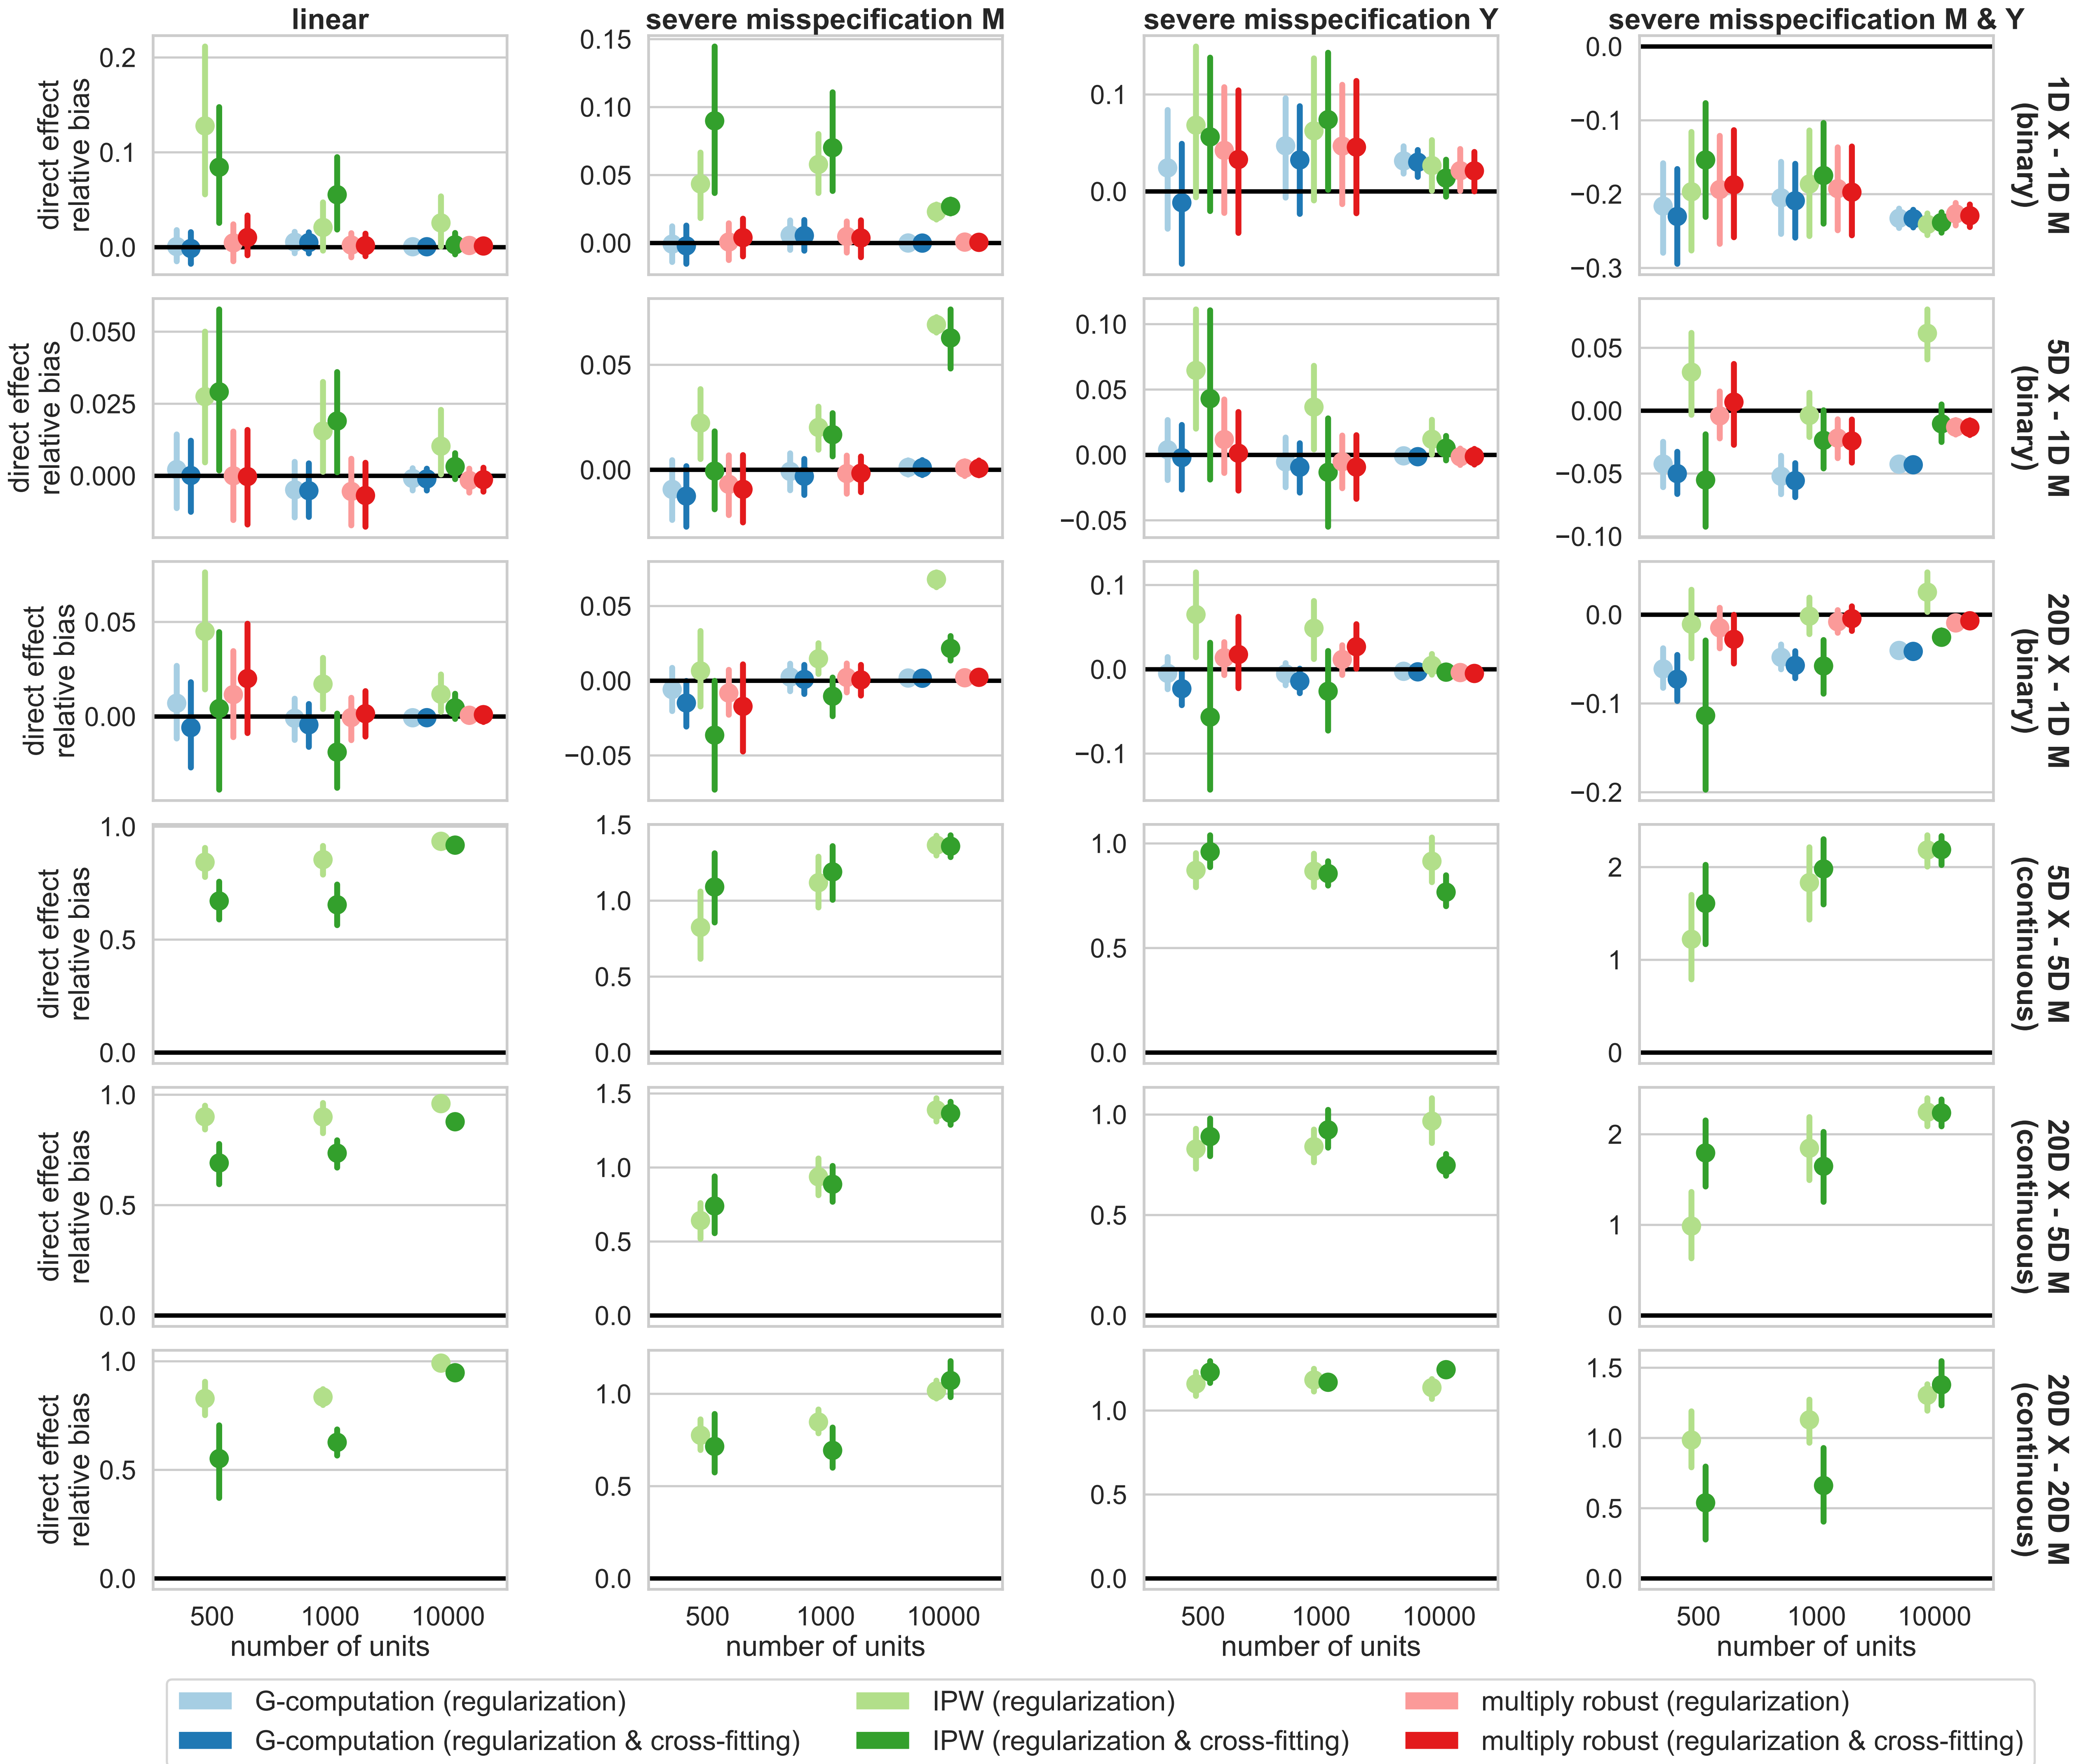 linear
severe misspecification M
severe misspecification Y
severe misspecification M & Y
direct effect
relative bias
0.2
0.1
0.0
0.15
0.10
0.05
0.00
0.1
0.0
0.0
−0.1
−0.2
−0.3
1D X - 1D M
(binary)
direct effect
relative bias
0.050
0.025
0.000
0.05
0.00
0.10
0.05
0.00
−0.05
0.05
0.00
−0.05
−0.10
5D X - 1D M
(binary)
direct effect
relative bias
0.05
0.00
0.05
0.00
−0.05
0.1
0.0
−0.1
0.0
−0.1
−0.2
20D X - 1D M
(binary)
direct effect
relative bias
1.0
0.5
0.0
1.5
1.0
0.5
0.0
1.0
0.5
0.0
2
1
0
5D X - 5D M
(continuous)
direct effect
relative bias
1.0
0.5
0.0
1.5
1.0
0.5
0.0
1.0
0.5
0.0
2
1
0
20D X - 5D M
(continuous)
direct effect
relative bias
1.0
0.5
0.0
1.0
0.5
0.0
1.0
0.5
0.0
1.5
1.0
0.5
0.0
20D X - 20D M
(continuous)
500 1000 10000
number of units
500 1000 10000
number of units
500 1000 10000
number of units
500 1000 10000
number of units
G-computation (regularization)
G-computation (regularization & cross-fitting)
IPW (regularization)
IPW (regularization & cross-fitting)
multiply robust (regularization)
multiply robust (regularization & cross-fitting)